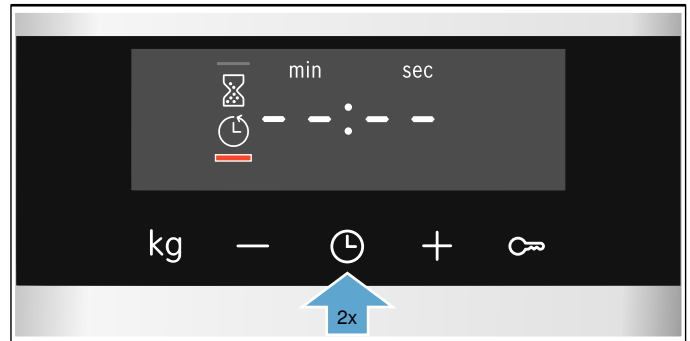 min sec
--:--
kg − +
2x